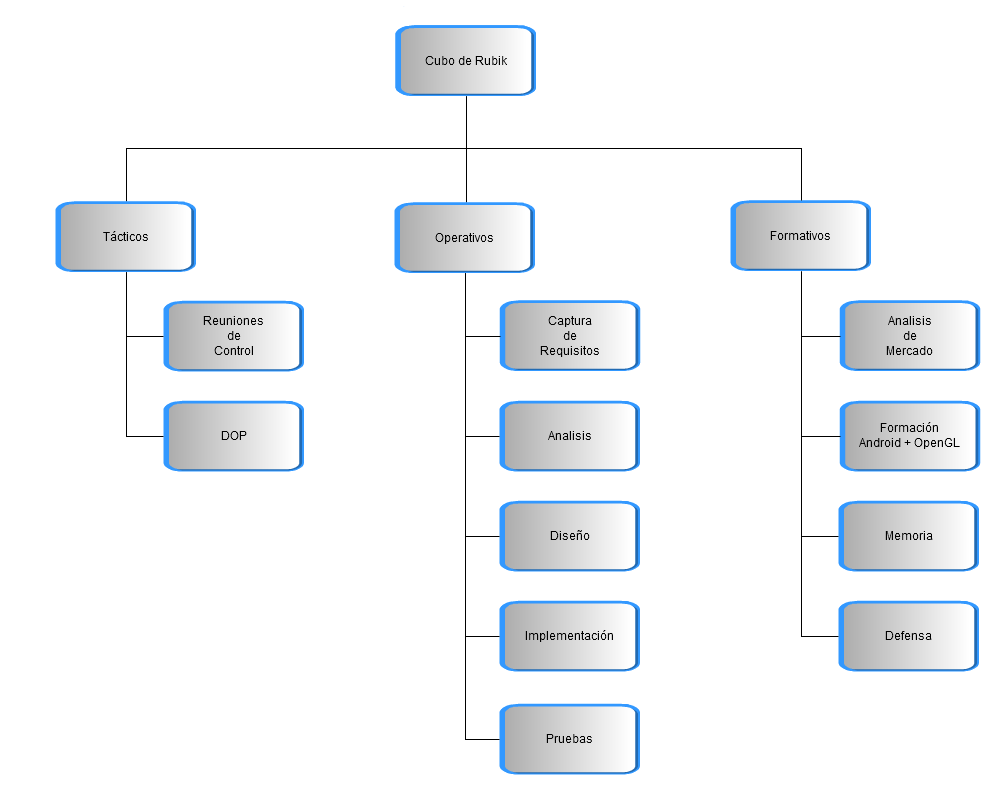 Cubo de Rubik
Tácticos
Operativos
Formativos
Reuniones
de
Control
DOP
Captura
de
Requisitos
Analisis
Diseño
Implementación
Pruebas
Analisis
de
Mercado
Formación
Android + OpenGL
Memoria
Defensa